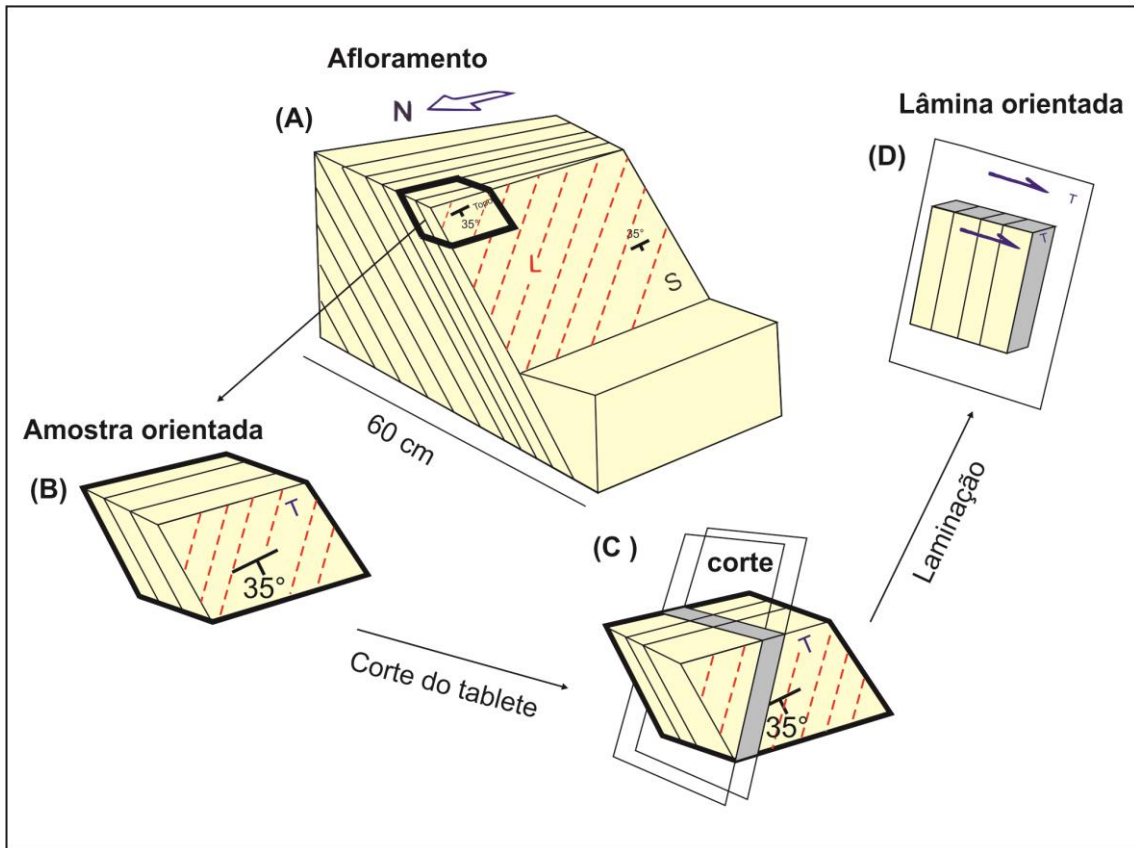 Afloramento
N
(A)
Topo
35°
35°
L
S
60 cm
Amostra orientada
(B)
T
35°
Corte do tablete
(C )
corte
T
35°
Laminação
Lâmina orientada
(D)
T
T